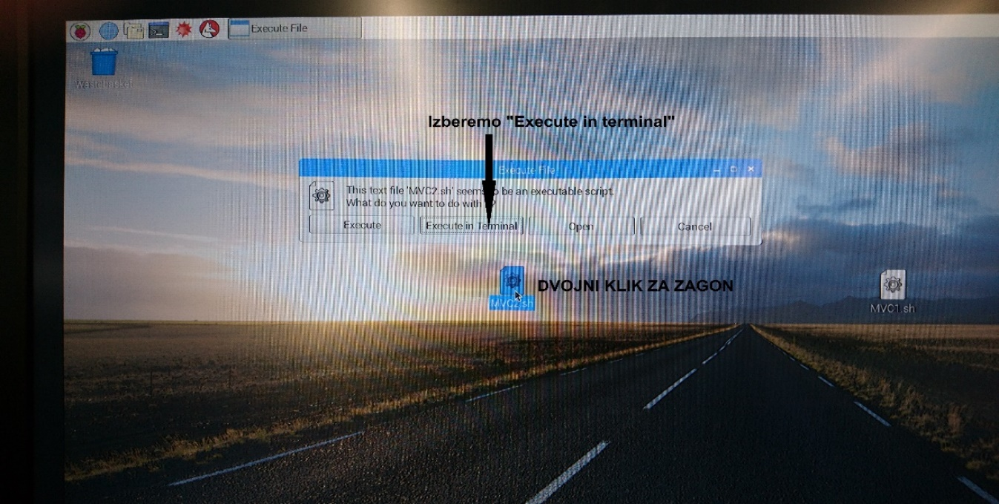 Execute File
Wastebasket
Izberemo "Execute in terminal"
Execute File
This text file 'MVC2.sh' seems to be an executable script.
What do you want to do with
Execute
Execute in Terminal
Open
Cancel
DVOJNI KLIK ZA ZAGON
MVC2.sh
MVC1.sh